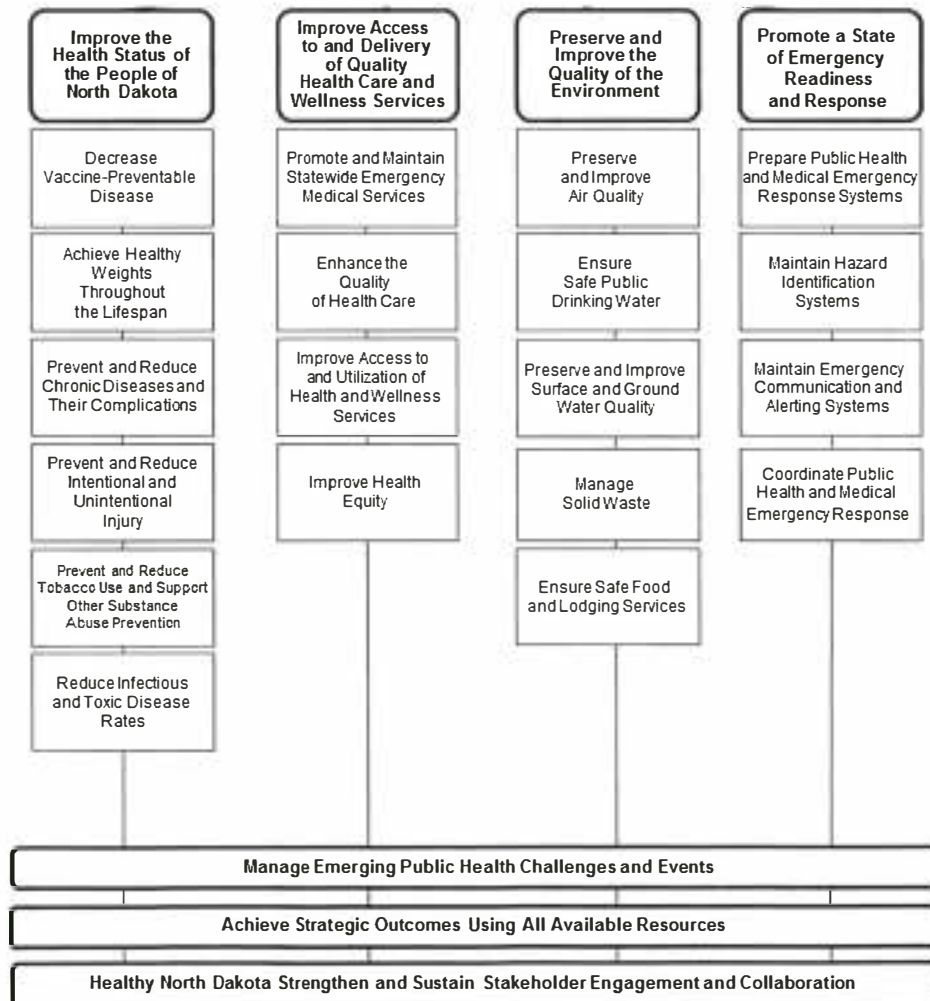 Improve the
Health Status of
the People of
North Dakota
Decrease
Vaccine-Preventable
Disease
Achieve Healthy
Weights
Throughout
the Lifespan
Prevent and Reduce
Chronic Diseases and
Their Complications
Prevent and Reduce
Intentional and
Unintentional
Injury
Prevent and Reduce
Tobacco Use and Support
Other Substance
Abuse Prevention
Reduce Infectious
and Toxic Disease
Rates
Improve Access
to and Delivery
of Quality
Health Care and
Wellness Services
Promote and Maintain
Statewide Emergency
Medical Services
Enhance the
Quality
of Health Care
Improve Access to
and Utilization of
Health and Wellness
Services
Improve Health
Equity
Preserve and
Improve the
Quality of the
Environment
Preserve
and Improve
Air Quality
Ensure
Safe Public
Drinking Water
Preserve and Improve
Surface and Ground
Water Quality
Manage
Solid Waste
Ensure Safe Food
and Lodging Services
Promote a State
of Emergency
Readiness
and Response
Prepare Public Health
and Medical Emergency
Response Systems
Maintain Hazard
Identification
Systems
Maintain Emergency
Communication and
Alerting Systems
Coordinate Public
Health and Medical
Emergency Response
Manage Emerging Public Health Challenges and Events
Achieve Strategic Outcomes Using All Available Resources
Healthy North Dakota Strengthen and Sustain Stakeholder Engagement and Collaboration